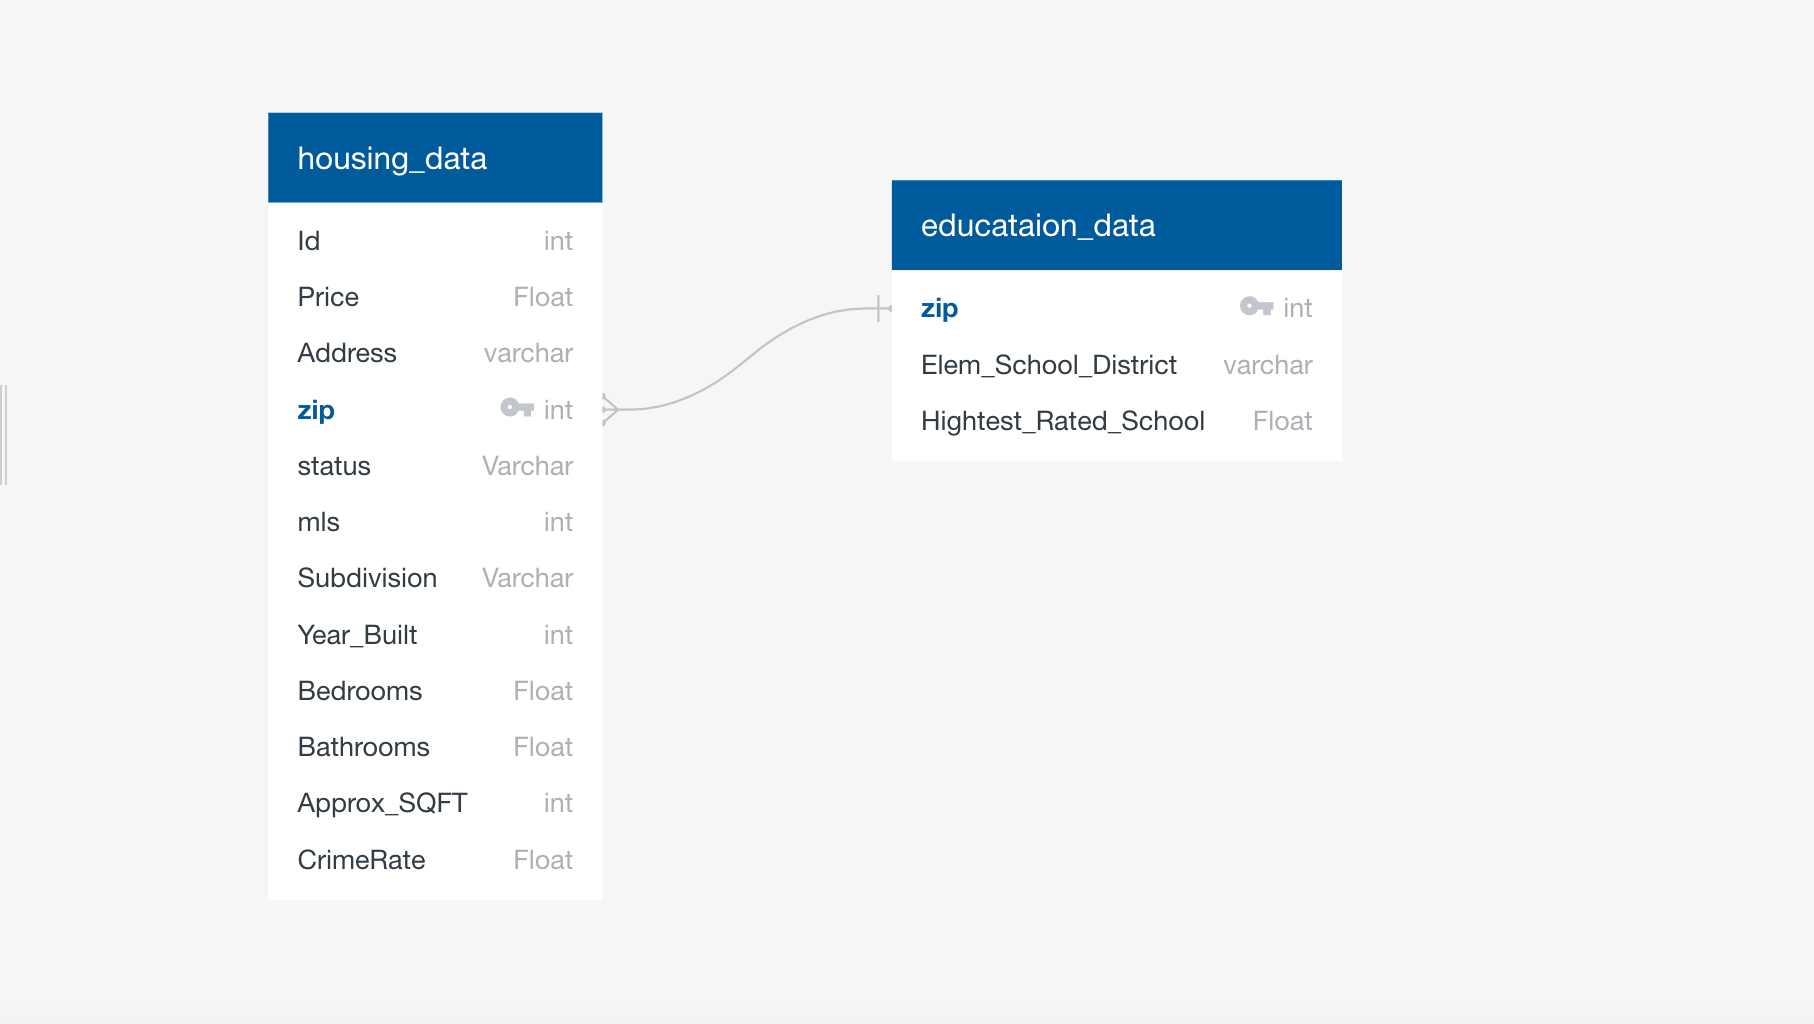 housing_data
Id int
Price Float
Address varchar
zip int
status Varchar
mls int
Subdivision Varchar
Year_Built int
Bedrooms Float
Bathrooms Float
Approx_SQFT int
CrimeRate Float
educataion_data
zip int
Elem_School_District varchar
Hightest_Rated_School Float